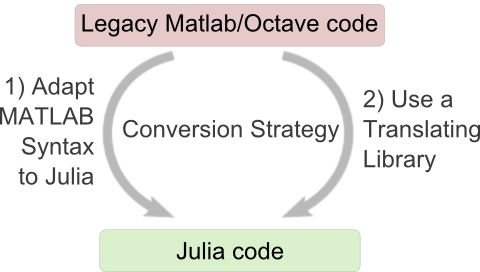 Legacy Matlab/Octave code
1) Adapt
MATLAB
Syntax
to Julia
Conversion Strategy
2) Use a
Translating
Library
Julia code